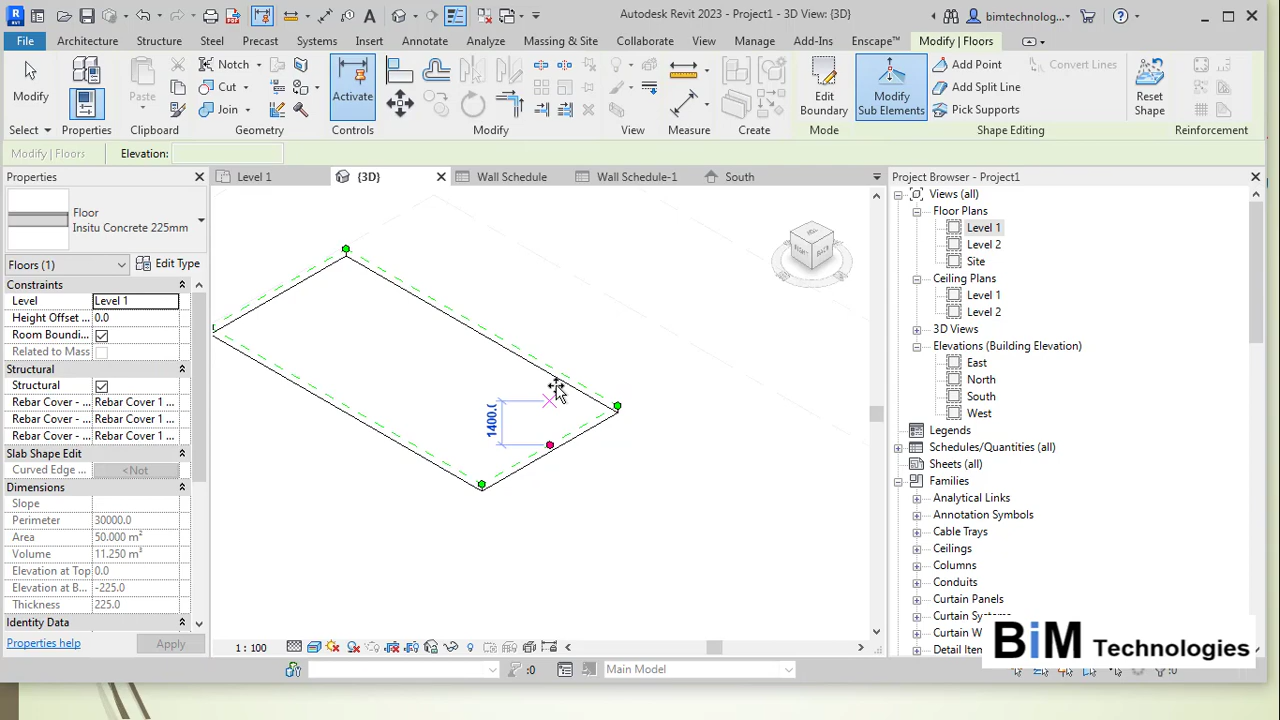 Autodesk Revit 2023 - Project1 - 3D View: {3D}
bimtechnolog...
File Architecture Structure Steel Precast Systems Insert Annotate Analyze Massing & Site Collaborate View Manage Add-Ins Enscape™ Modify | Floors
Modify
Paste
Notch
Cut
Join
Activate
Edit Boundary
Modify Sub Elements
Add Point
Add Split Line
Pick Supports
Convert Lines
Reset Shape
Select Properties Clipboard Geometry Controls Modify View Measure Create Mode Shape Editing Reinforcement
Modify | Floors Elevation:
Properties
Level 1 {3D} Wall Schedule Wall Schedule-1 South
Project Browser - Project1
Floor
Insitu Concrete 225mm
Floors (1) Edit Type
Constraints
Level Level 1
Height Offset ... 0.0
Room Boundi...
Related to Mass
Structural
Structural
Rebar Cover - ... Rebar Cover 1 ...
Rebar Cover - ... Rebar Cover 1 ...
Rebar Cover - ... Rebar Cover 1 ...
Slab Shape Edit
Curved Edge ... <Not
Dimensions
Slope
Perimeter 30000.0
Area 50.000 m²
Volume 11.250 m³
Elevation at Top 0.0
Elevation at B... -225.0
Thickness 225.0
Identity Data
Properties help Apply
1400.(
RIGHT
BACK
Views (all)
Floor Plans
Level 1
Level 2
Site
Ceiling Plans
Level 1
Level 2
3D Views
Elevations (Building Elevation)
East
North
South
West
Legends
Schedules/Quantities (all)
Sheets (all)
Families
Analytical Links
Annotation Symbols
Cable Trays
Ceilings
Columns
Conduits
Curtain Panels
Curtain Systems
Curtain W
Detail Iten
1 : 100
:0
Main Model
:0
BiM Technologies